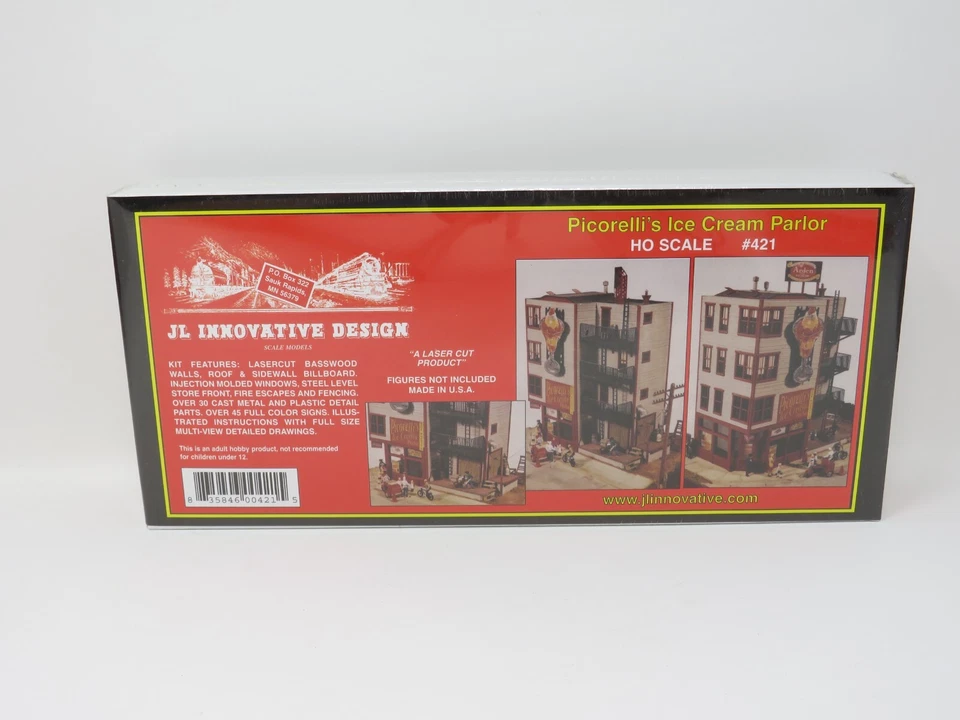 Picorelli's Ice Cream Parlor
HO SCALE #421
P.O. Box 322
Sauk Rapids,
MN 56379
JL INNOVATIVE DESIGN
SCALE MODELS
KIT FEATURES: LASERCUT BASSWOOD
WALLS, ROOF & SIDEWALL BILLBOARD.
INJECTION MOLDED WINDOWS, STEEL LEVEL
STORE FRONT, FIRE ESCAPES AND FENCING.
OVER 30 CAST METAL AND PLASTIC DETAIL
PARTS. OVER 45 FULL COLOR SIGNS. ILLUS-
TRATED INSTRUCTIONS WITH FULL SIZE
MULTI-VIEW DETAILED DRAWINGS.
This is an adult hobby product, not recommended
for children under 12.
8 35846 00421 5
"A LASER CUT
PRODUCT"
FIGURES NOT INCLUDED
MADE IN U.S.A.
www.jlinnovative.com